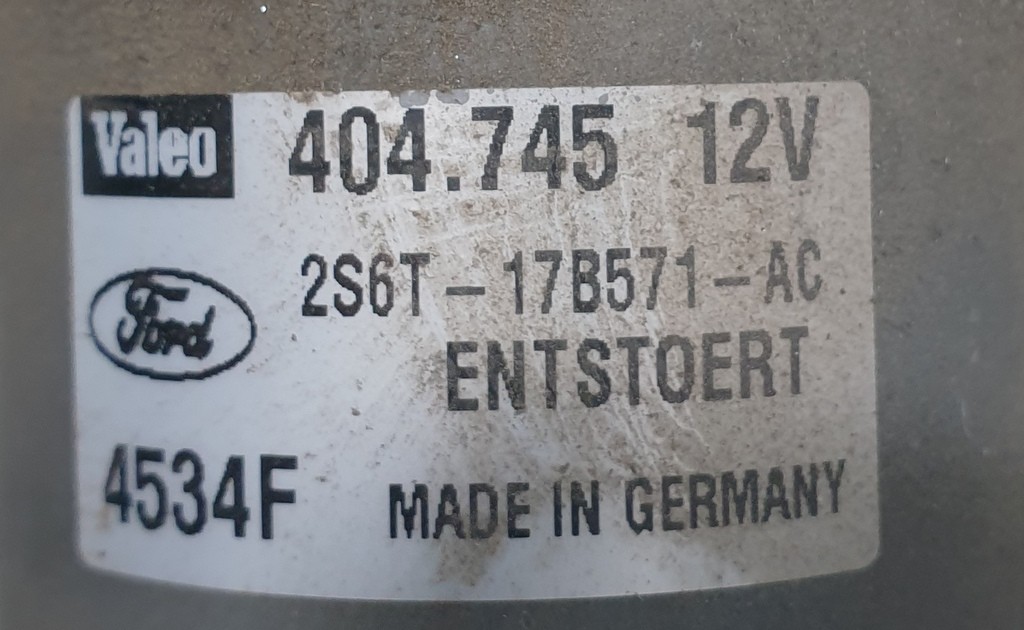 Valeo 404.745 12V
2S6T-17B571-AC
Ford
ENTSTOERT
4534F MADE IN GERMANY